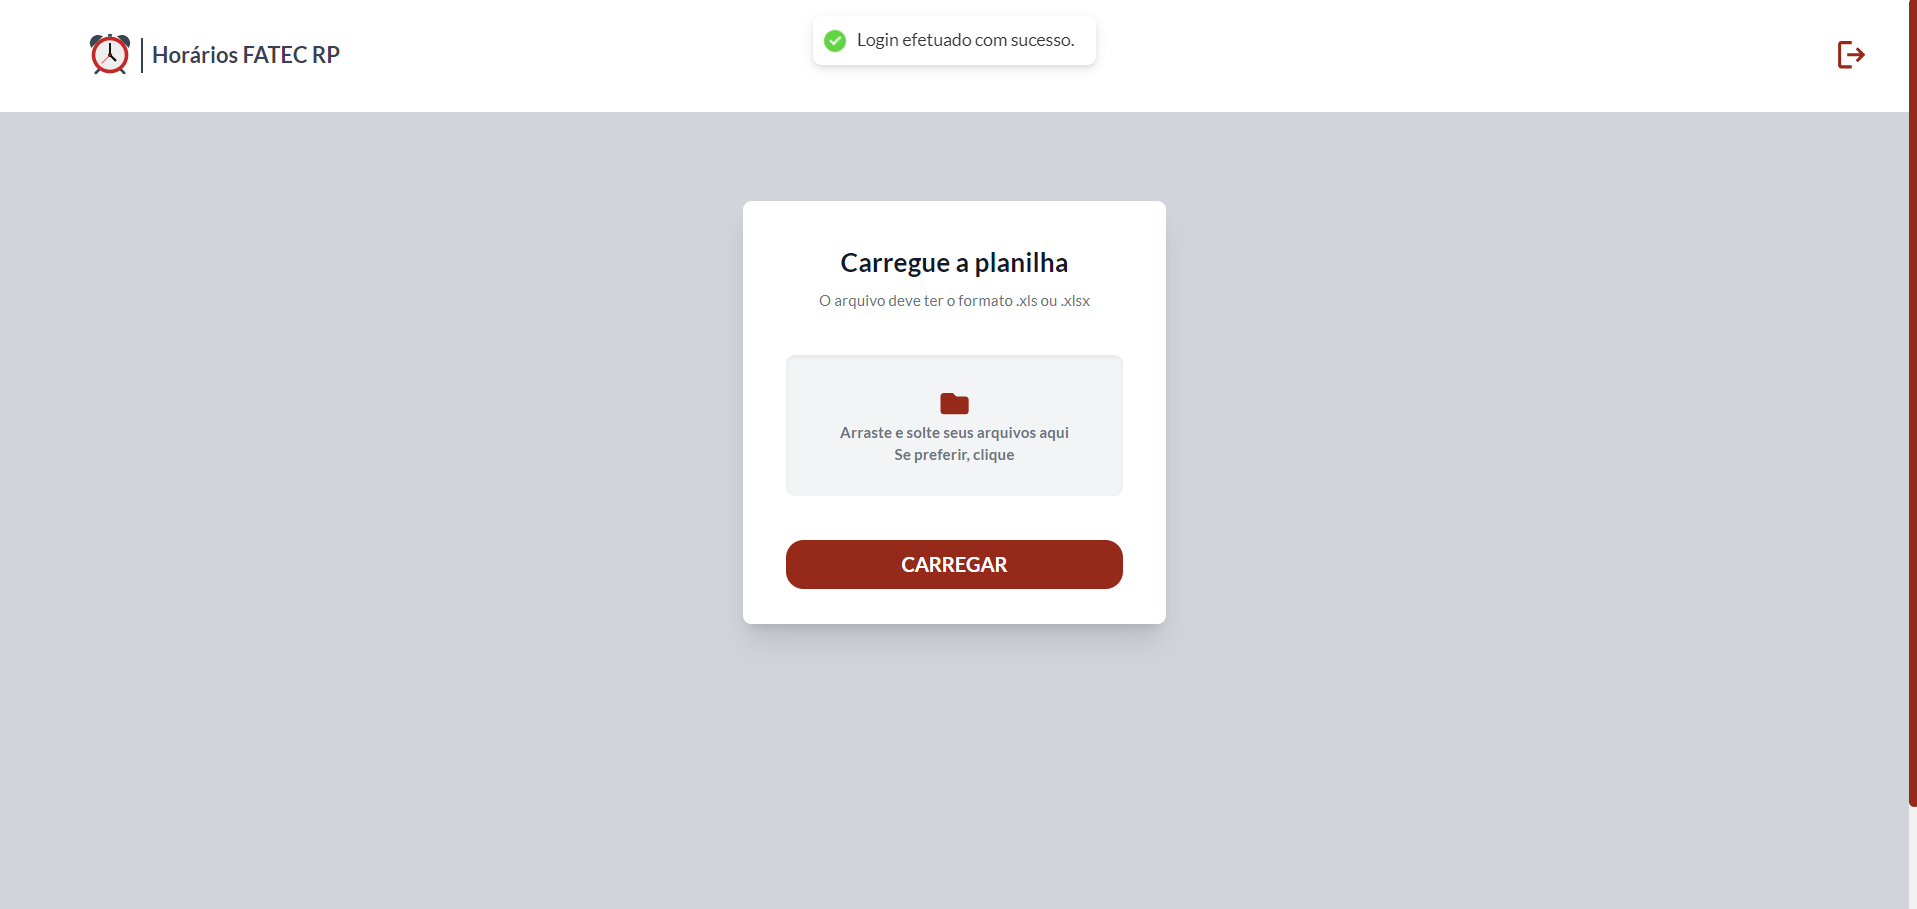 Horários FATEC RP
Login efetuado com sucesso.
Carregue a planilha
O arquivo deve ter o formato .xls ou .xlsx
Arraste e solte seus arquivos aqui
Se preferir, clique
CARREGAR